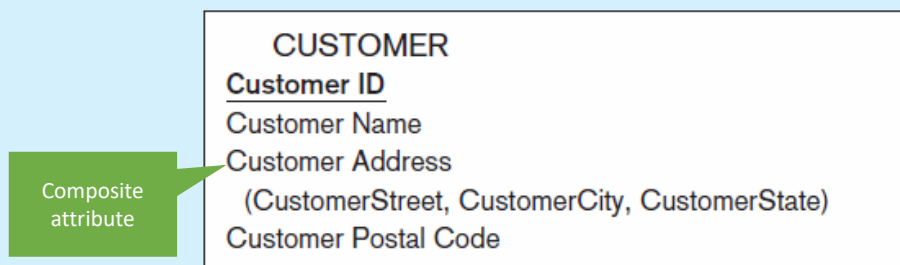 CUSTOMER
Customer ID
Customer Name
Customer Address
(CustomerStreet, CustomerCity, CustomerState)
Customer Postal Code
Composite
attribute